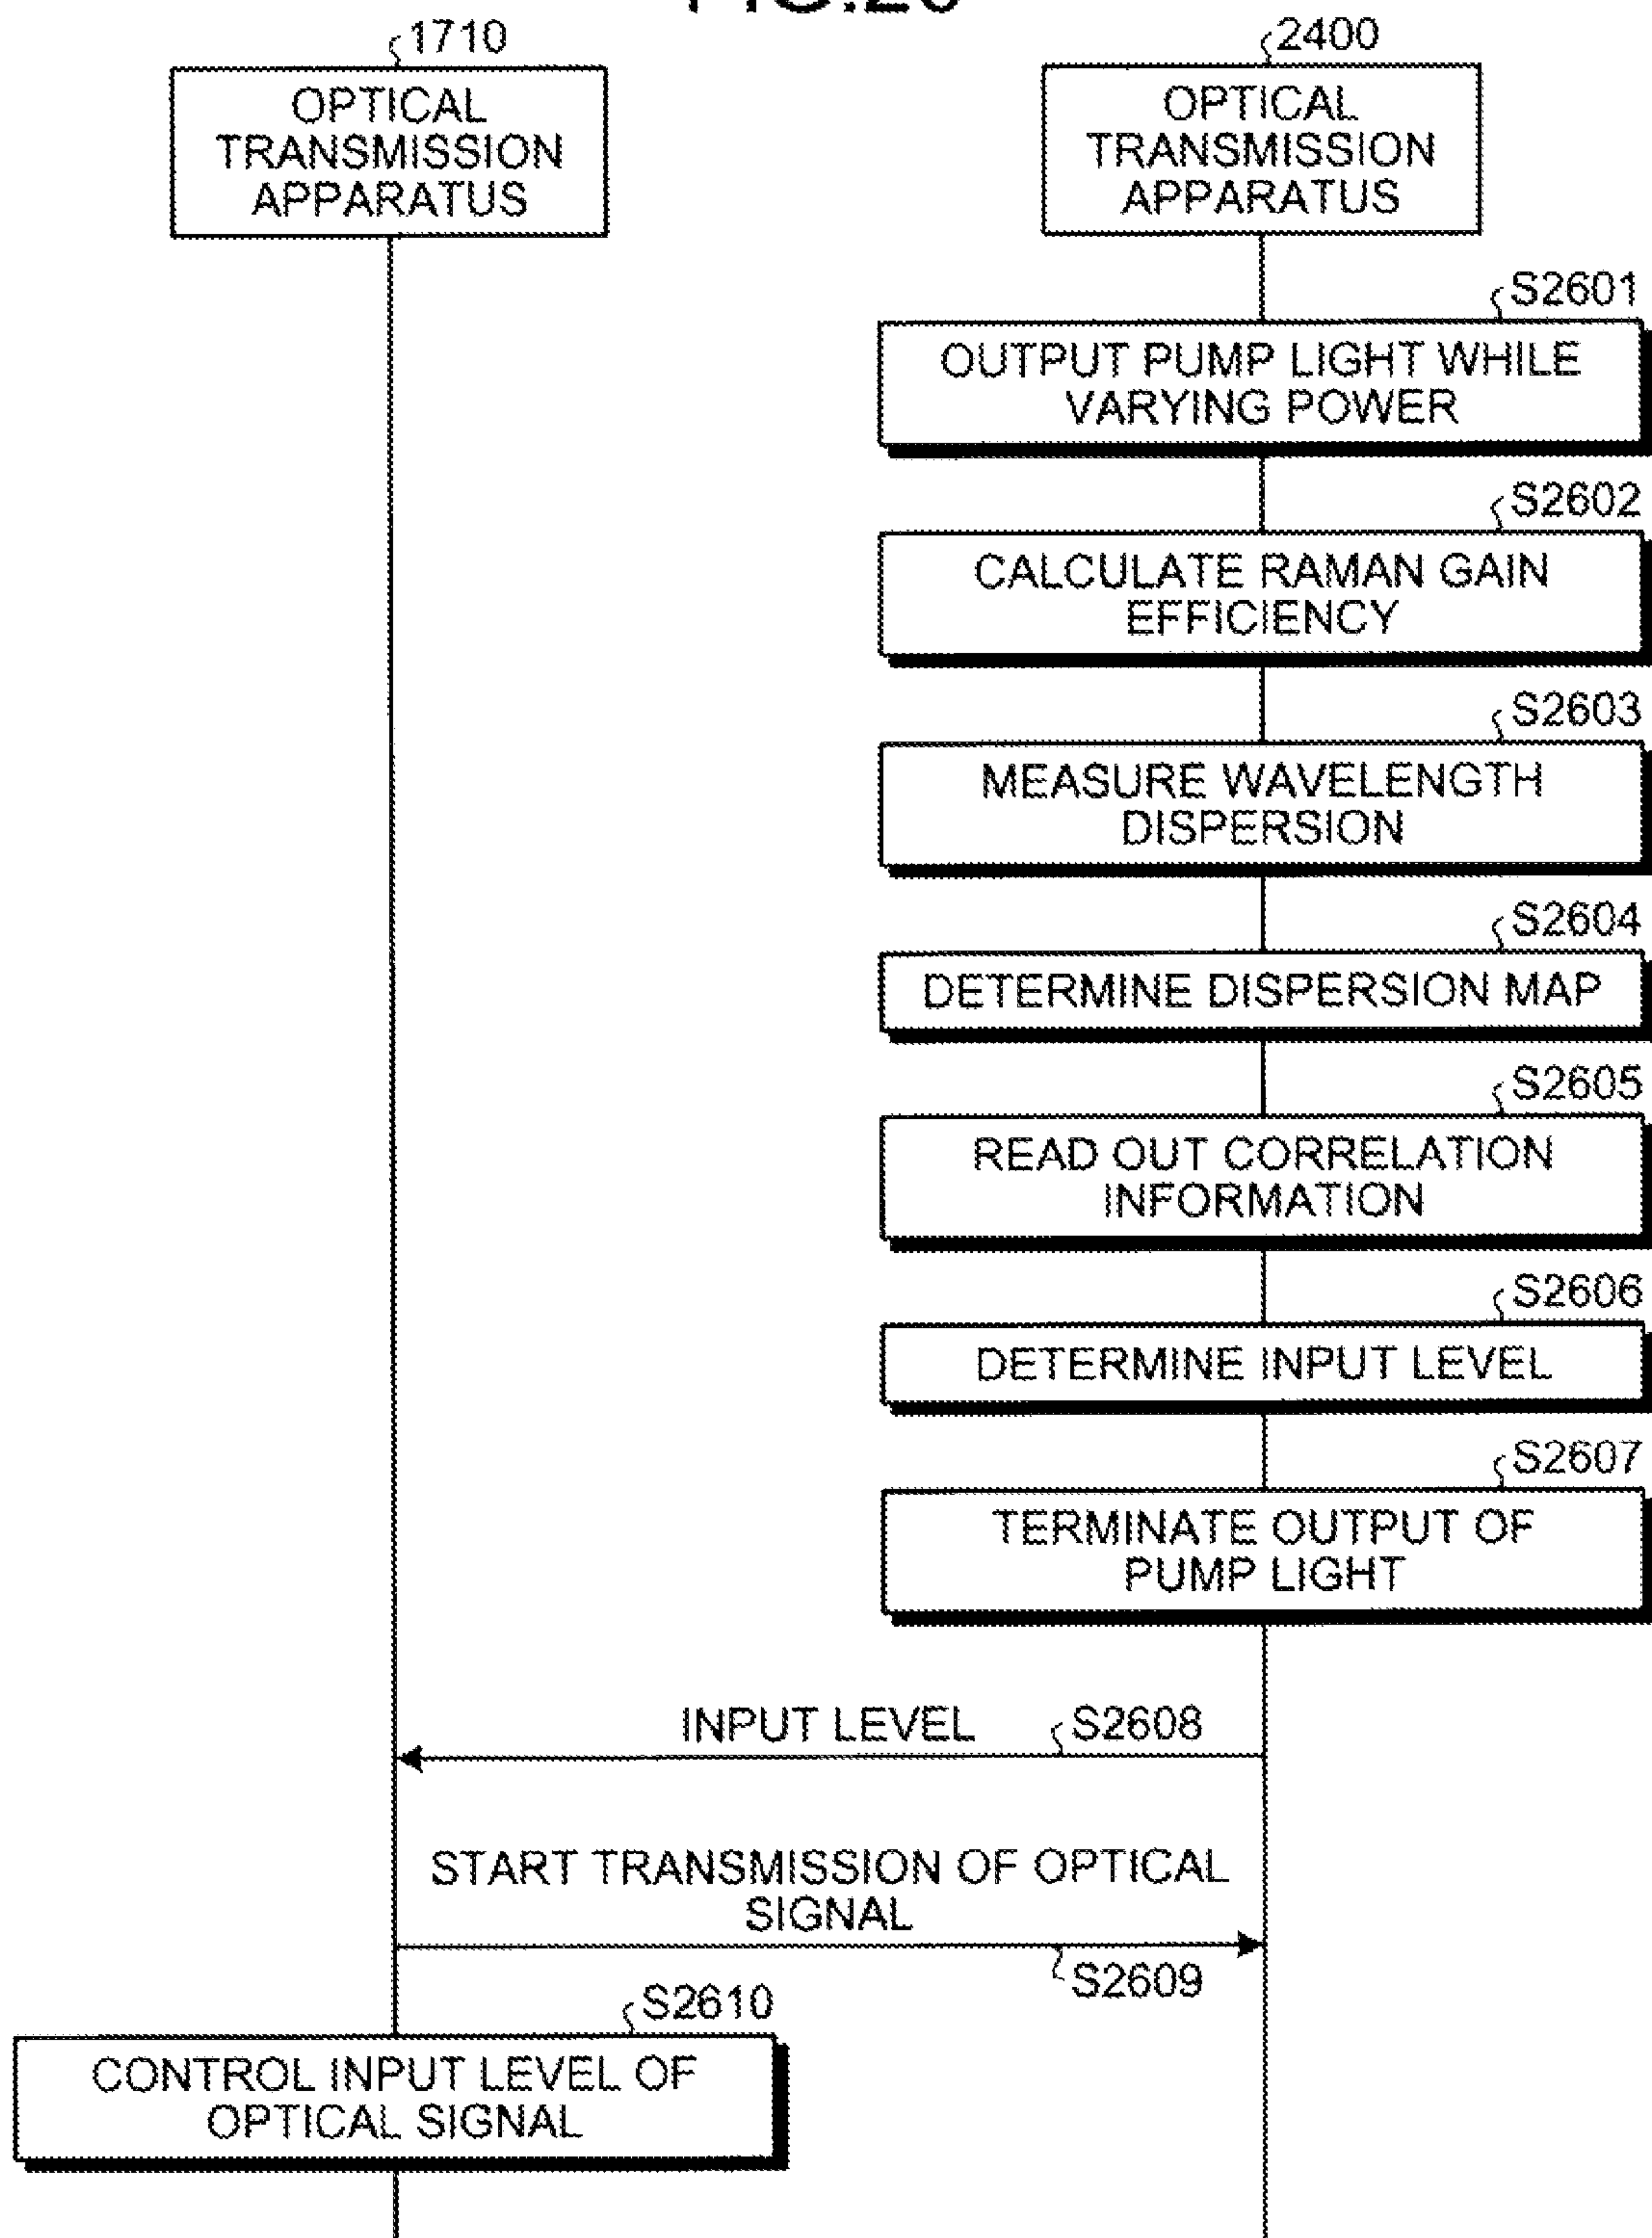 1710
OPTICAL
TRANSMISSION
APPARATUS
2400
OPTICAL
TRANSMISSION
APPARATUS
S2601
OUTPUT PUMP LIGHT WHILE
VARYING POWER
S2602
CALCULATE RAMAN GAIN
EFFICIENCY
S2603
MEASURE WAVELENGTH
DISPERSION
S2604
DETERMINE DISPERSION MAP
S2605
READ OUT CORRELATION
INFORMATION
S2606
DETERMINE INPUT LEVEL
S2607
TERMINATE OUTPUT OF
PUMP LIGHT
INPUT LEVEL
S2608
START TRANSMISSION OF OPTICAL
SIGNAL
S2609
S2610
CONTROL INPUT LEVEL OF
OPTICAL SIGNAL